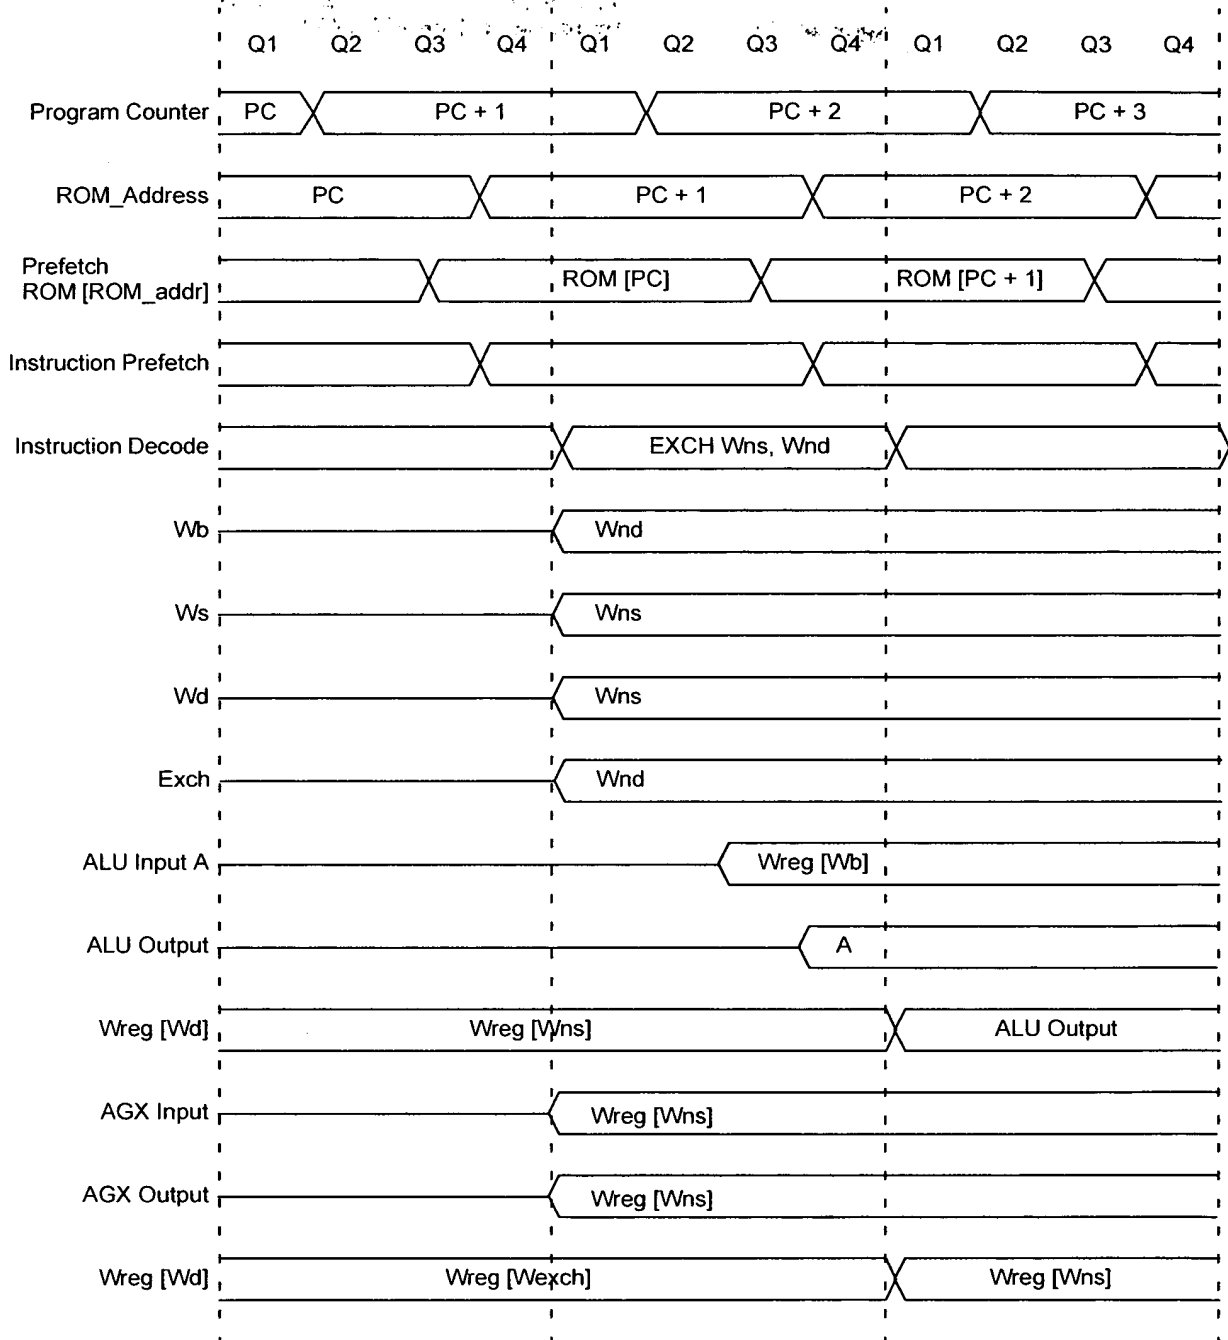 Q1 Q2 Q3 Q4 Q1 Q2 Q3 Q4 Q1 Q2 Q3 Q4
Program Counter PC PC + 1 PC + 2 PC + 3
ROM_Address PC PC + 1 PC + 2
Prefetch
ROM [ROM_addr] ROM [PC] ROM [PC + 1]
Instruction Prefetch
Instruction Decode EXCH Wns, Wnd
Wb Wnd
Ws Wns
Wd Wns
Exch Wnd
ALU Input A Wreg [Wb]
ALU Output A
Wreg [Wd] Wreg [Wns] ALU Output
AGX Input Wreg [Wns]
AGX Output Wreg [Wns]
Wreg [Wd] Wreg [Wexch] Wreg [Wns]